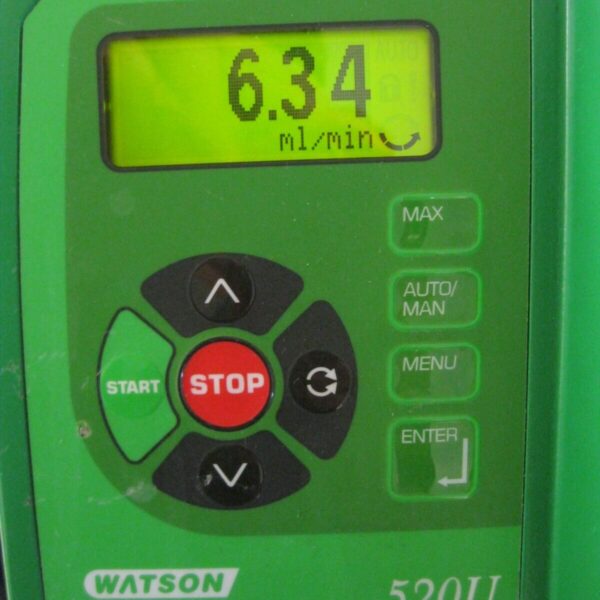 6.34
ml/min
MAX
AUTO/
MAN
MENU
START
STOP
ENTER
WATSON
520U